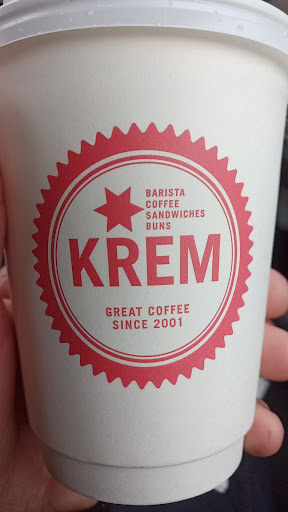 BARISTA
COFFEE
SANDWICHES
BUNS
KREM
GREAT COFFEE
SINCE 2001